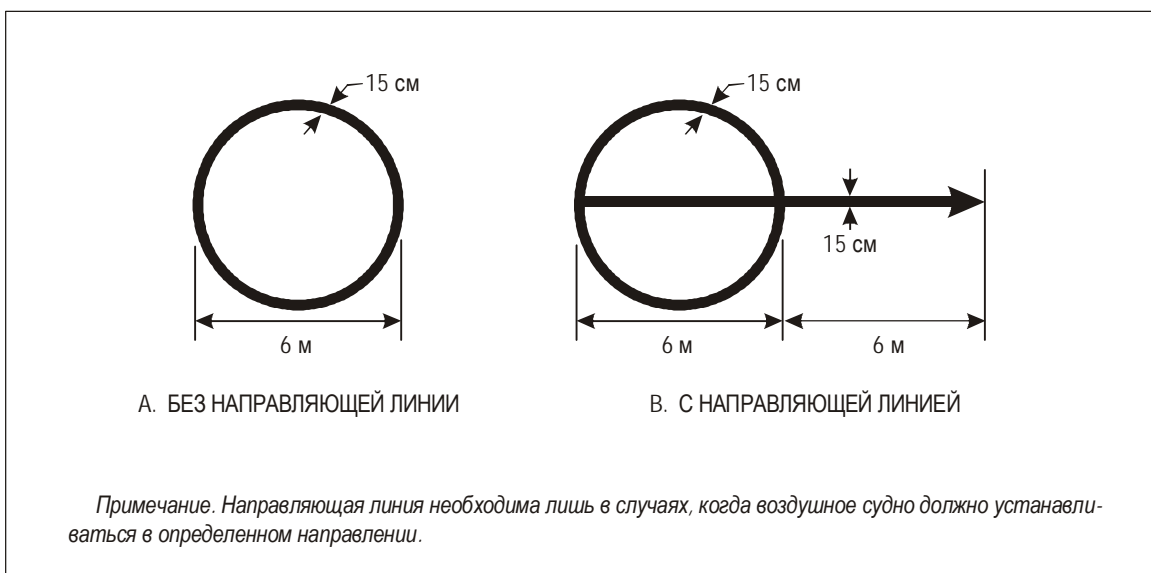 15 см
15 см
15 см
6 м
6 м
6 м
А. БЕЗ НАПРАВЛЯЮЩЕЙ ЛИНИИ
В. С НАПРАВЛЯЮЩЕЙ ЛИНИЕЙ
Примечание. Направляющая линия необходима лишь в случаях, когда воздушное судно должно устанавли-
ваться в определенном направлении.